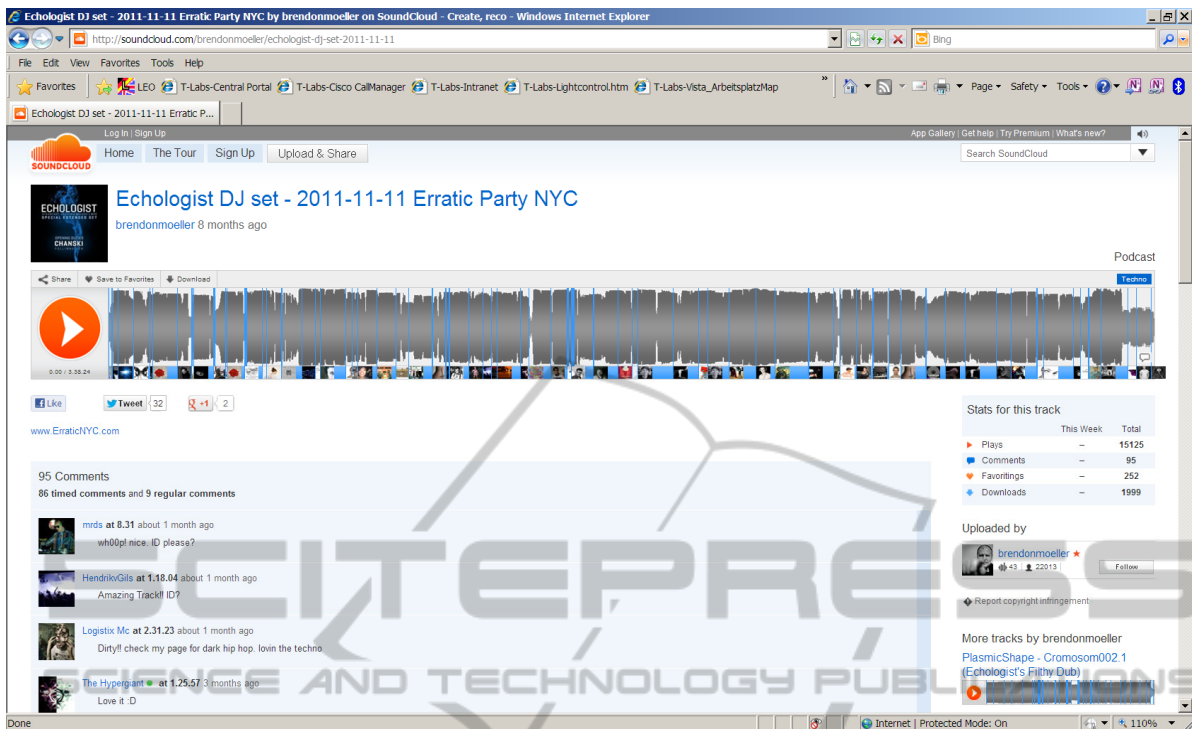 Echologist DJ set - 2011-11-11 Erratic Party NYC by brendonmoeller on SoundCloud - Create, reco - Windows Internet Explorer
http://soundcloud.com/brendonmoeller/echologist-dj-set-2011-11-11
Bing
File Edit View Favorites Tools Help
Favorites LEO T-Labs-Central Portal T-Labs-Cisco CallManager T-Labs-Intranet T-Labs-Lightcontrol.htm T-Labs-Vista_ArbeitsplatzMap » Page Safety Tools
Echologist DJ set - 2011-11-11 Erratic P...
Log In | Sign Up App Gallery | Get help | Try Premium | What's new?
SOUNDCLOUD Home The Tour Sign Up Upload & Share Search SoundCloud
ECHOLOGIST
SPECIAL EXTENDED SET
CHANSKI
Echologist DJ set - 2011-11-11 Erratic Party NYC
brendonmoeller 8 months ago
Podcast
Share Save to Favorites Download Techno
0.00 / 3.38.24
Like Tweet 32 +1 2
www.ErraticNYC.com
95 Comments
86 timed comments and 9 regular comments
mrds at 8.31 about 1 month ago
wh00p! nice. ID please?
HendrikvGils at 1.18.04 about 1 month ago
Amazing Track!! ID?
Logistix Mc at 2.31.23 about 1 month ago
Dirty!! check my page for dark hip hop. lovin the techno
The Hypergiant at 1.25.57 3 months ago
Love it :D
Stats for this track
This Week Total
Plays – 15125
Comments – 95
Favoritings – 252
Downloads – 1999
Uploaded by
brendonmoeller
43 22013 Follow
Report copyright infringement
More tracks by brendonmoeller
PlasmicShape - Cromosom002.1
(Echologist's Filthy Dub)
SCITEPRESS
SCIENCE AND TECHNOLOGY PUBLICATIONS
Done Internet | Protected Mode: On 110%